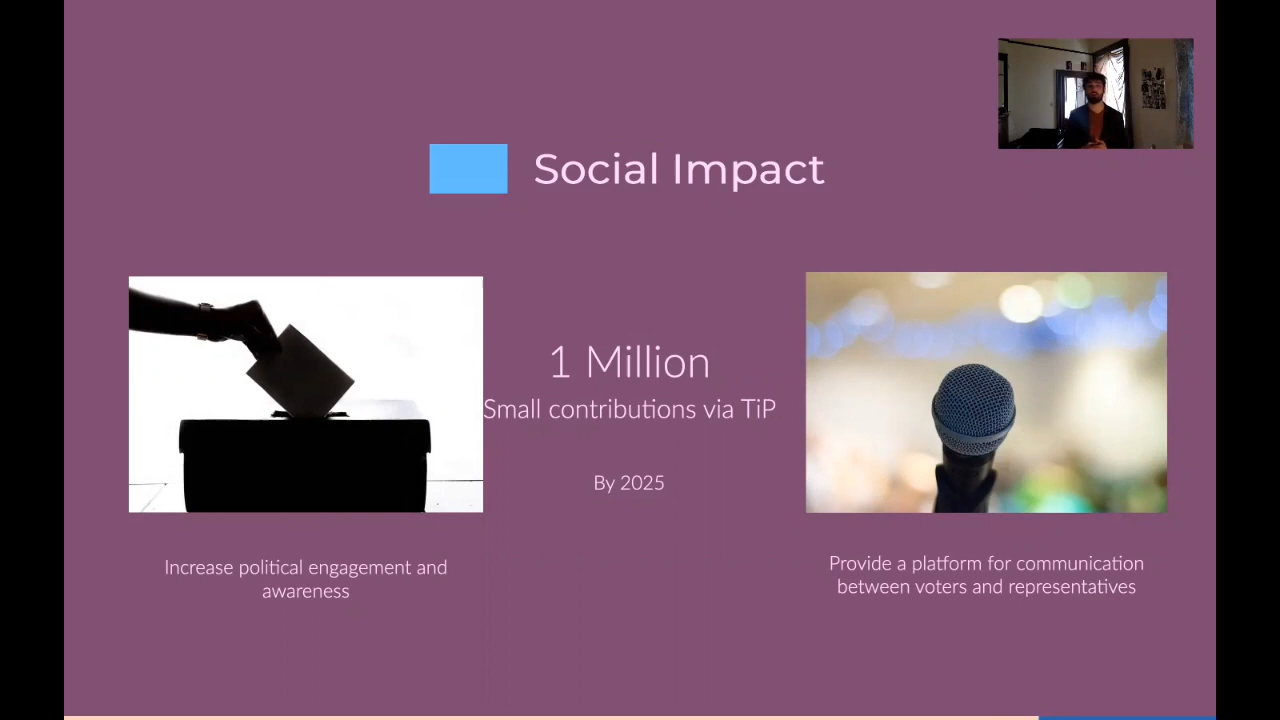 Social Impact
1 Million
Small contributions via TiP
By 2025
Increase political engagement and
awareness
Provide a platform for communication
between voters and representatives